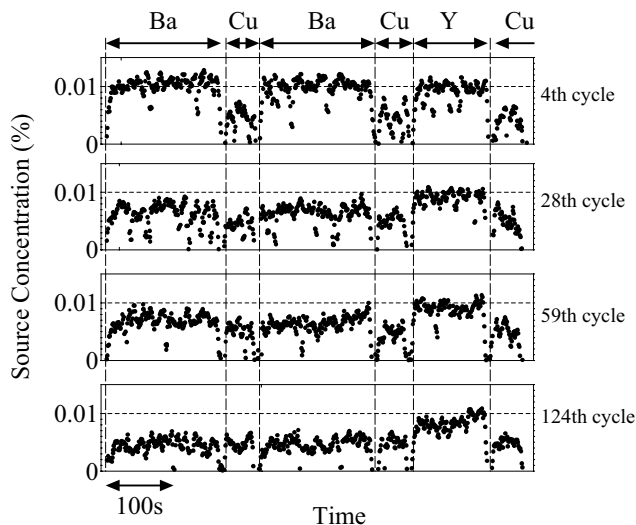 Ba Cu Ba Cu Y Cu
Source Concentration (%)
0.01
0
4th cycle
0.01
0
28th cycle
0.01
0
59th cycle
0.01
0
124th cycle
100s
Time